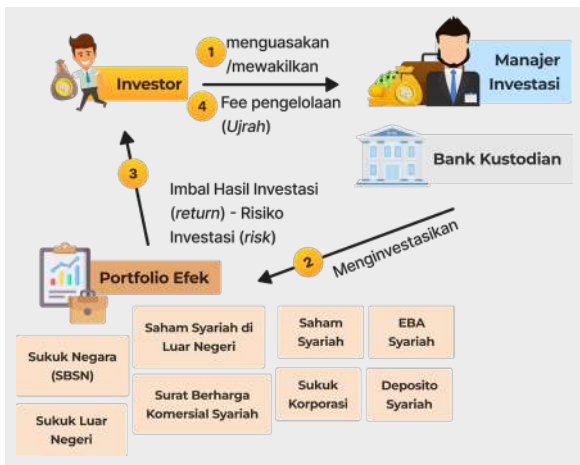 1
menguasakan
/mewakilkan
Investor
Manajer
Investasi
4
Fee pengelolaan
(Ujrah)
Bank Kustodian
3
Imbal Hasil Investasi
(return) - Risiko
Investasi (risk)
2
Menginvestasikan
Portfolio Efek
Sukuk Negara
(SBSN)
Saham Syariah di
Luar Negeri
Saham
Syariah
EBA
Syariah
Sukuk Luar
Negeri
Surat Berharga
Komersial Syariah
Sukuk
Korporasi
Deposito
Syariah